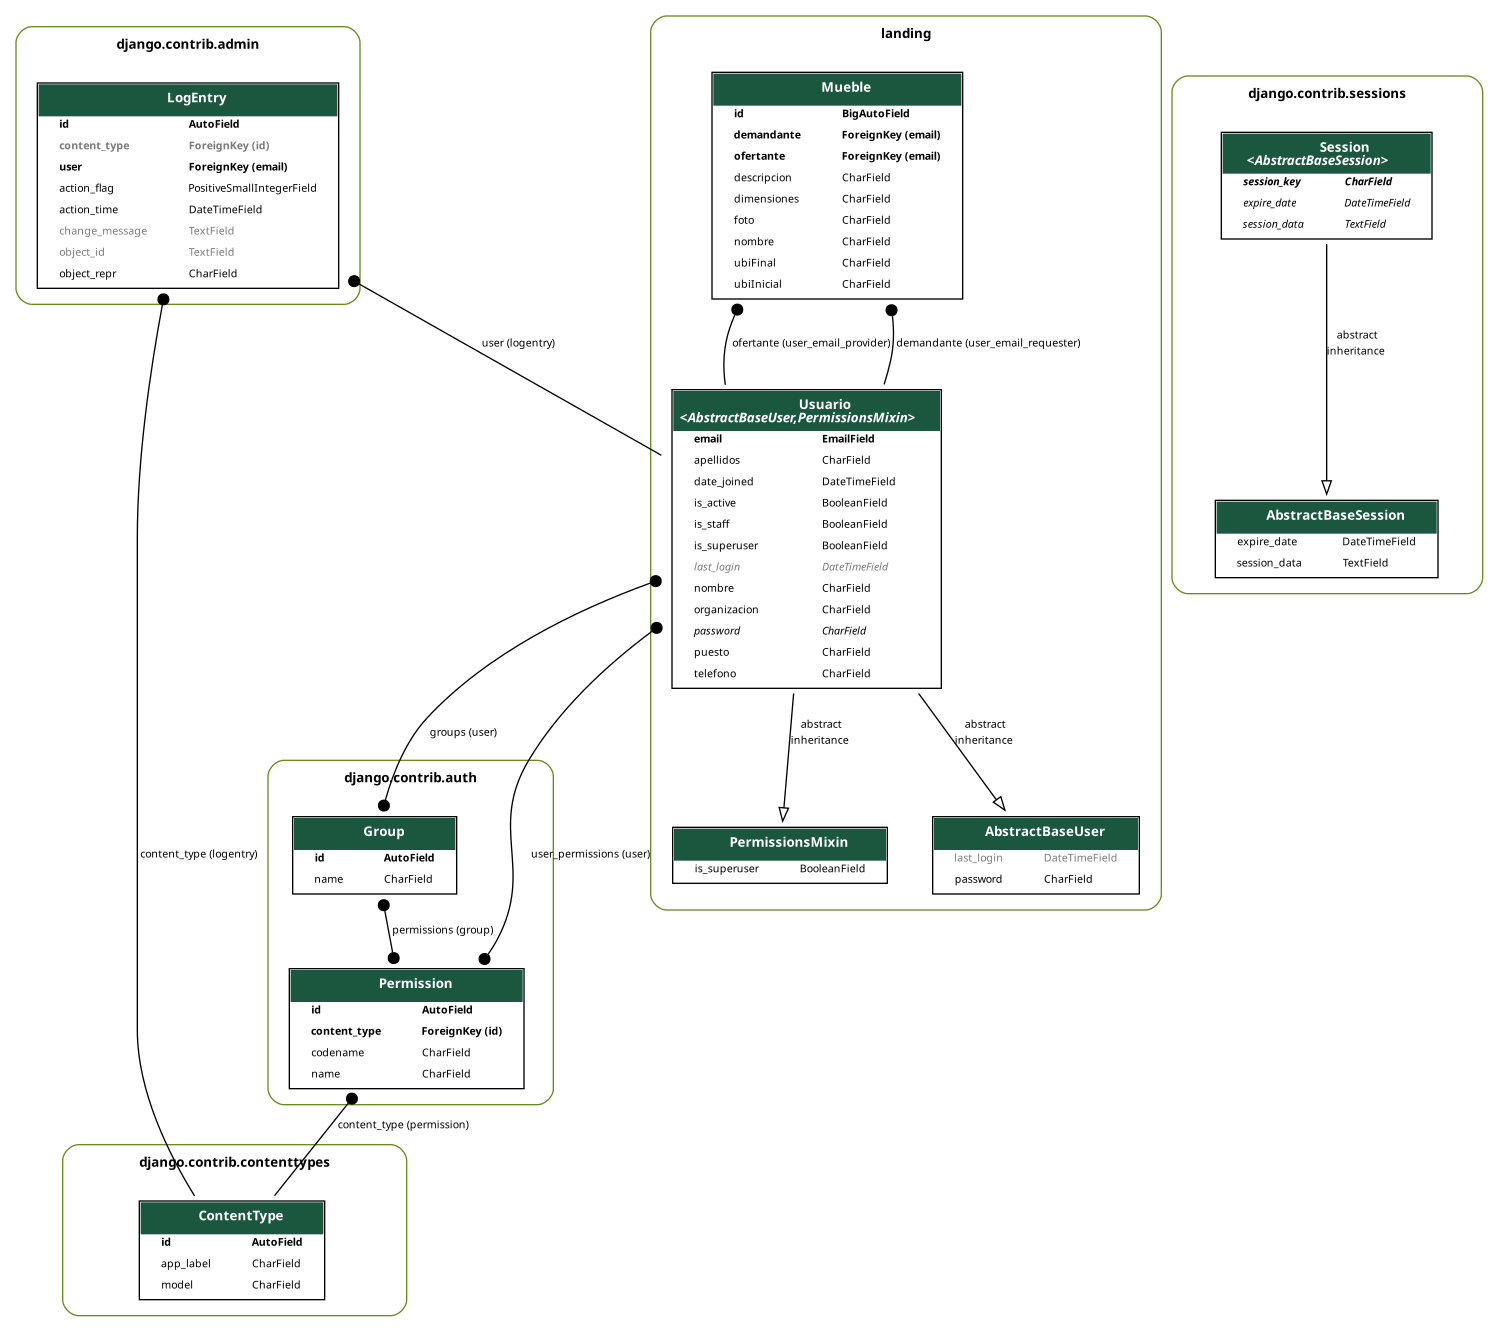 django.contrib.admin
LogEntry
id AutoField
content_type ForeignKey (id)
user ForeignKey (email)
action_flag PositiveSmallIntegerField
action_time DateTimeField
change_message TextField
object_id TextField
object_repr CharField
landing
Mueble
id BigAutoField
demandante ForeignKey (email)
ofertante ForeignKey (email)
descripcion CharField
dimensiones CharField
foto CharField
nombre CharField
ubiFinal CharField
ubiInicial CharField
django.contrib.sessions
Session
<AbstractBaseSession>
session_key CharField
expire_date DateTimeField
session_data TextField
user (logentry)
ofertante (user_email_provider)
demandante (user_email_requester)
abstract
inheritance
Usuario
<AbstractBaseUser,PermissionsMixin>
email EmailField
apellidos CharField
date_joined DateTimeField
is_active BooleanField
is_staff BooleanField
is_superuser BooleanField
last_login DateTimeField
nombre CharField
organizacion CharField
password CharField
puesto CharField
telefono CharField
AbstractBaseSession
expire_date DateTimeField
session_data TextField
groups (user)
abstract
inheritance
abstract
inheritance
django.contrib.auth
Group
id AutoField
name CharField
content_type (logentry)
user_permissions (user)
PermissionsMixin
is_superuser BooleanField
AbstractBaseUser
last_login DateTimeField
password CharField
permissions (group)
Permission
id AutoField
content_type ForeignKey (id)
codename CharField
name CharField
content_type (permission)
django.contrib.contenttypes
ContentType
id AutoField
app_label CharField
model CharField